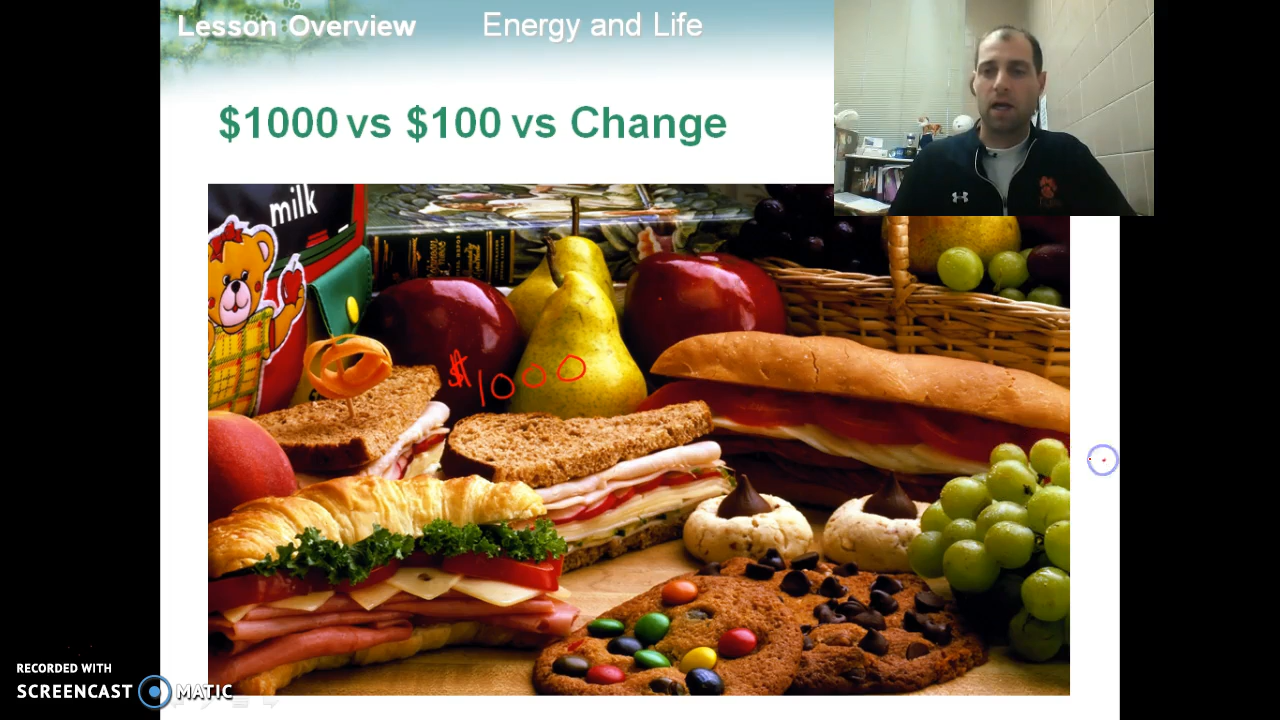 Lesson Overview Energy and Life
$1000 vs $100 vs Change
milk
$1000
RECORDED WITH
SCREENCAST MATIC